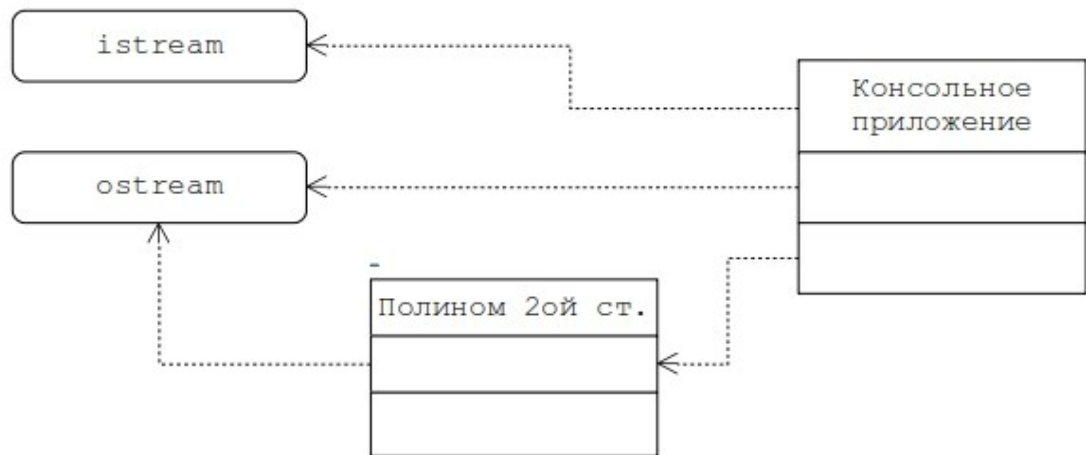 istream
Консольное
приложение
ostream
Полином 2ой ст.